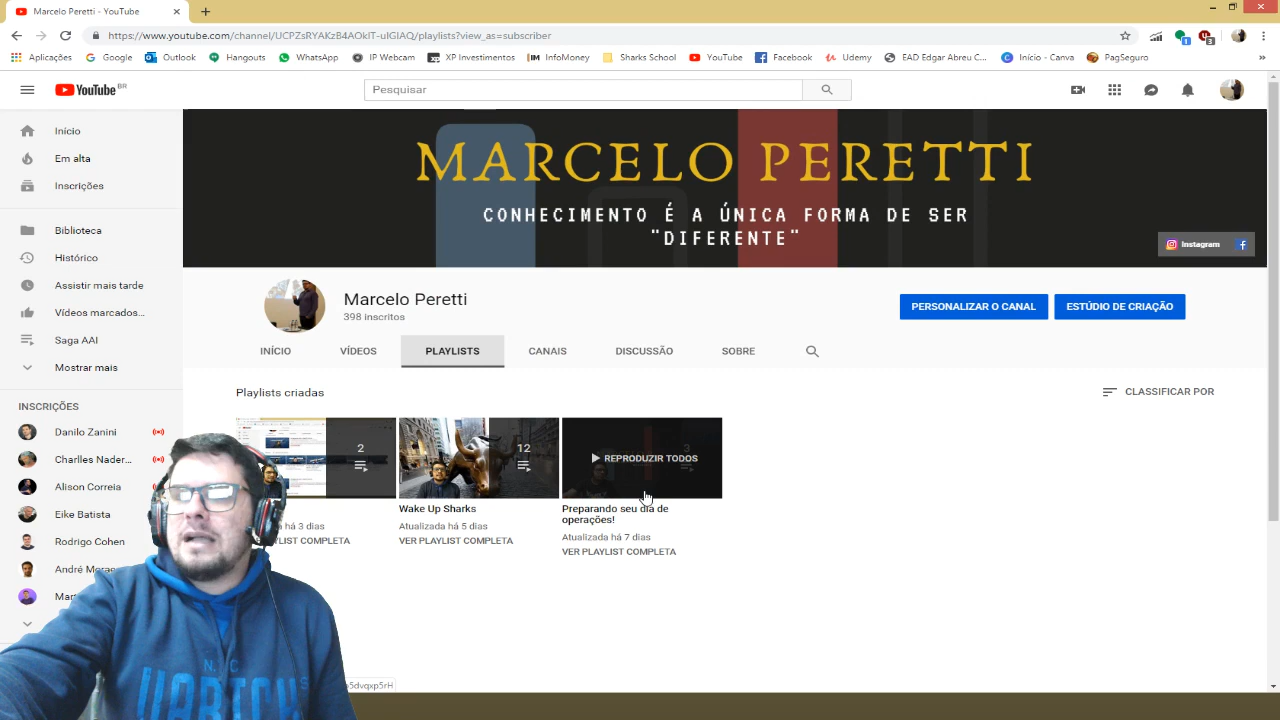 Marcelo Peretti - YouTube
https://www.youtube.com/channel/UCPZsRYAKzB4AOkIT-uIGIAQ/playlists?view_as=subscriber
Aplicações
Google
Outlook
Hangouts
WhatsApp
IP Webcam
XP Investimentos
InfoMoney
Sharks School
YouTube
Facebook
Udemy
EAD Edgar Abreu C...
Início - Canva
PagSeguro
YouTube BR
Pesquisar
Início
Em alta
Inscrições
Biblioteca
Histórico
Assistir mais tarde
Vídeos marcados...
Saga AAI
Mostrar mais
INSCRIÇÕES
Danilo Zanini
Charlles Nader...
Alison Correia
Eike Batista
Rodrigo Cohen
MARCELO PERETTI
CONHECIMENTO É A ÚNICA FORMA DE SER
"DIFERENTE"
Instagram
Marcelo Peretti
398 inscritos
PERSONALIZAR O CANAL
ESTÚDIO DE CRIAÇÃO
INÍCIO
VÍDEOS
PLAYLISTS
CANAIS
DISCUSSÃO
SOBRE
Playlists criadas
CLASSIFICAR POR
2
há 3 dias
COMPLETA
12
Wake Up Sharks
Atualizada há 5 dias
VER PLAYLIST COMPLETA
3
REPRODUZIR TODOS
Preparando seu dia de
operações!
Atualizada há 7 dias
VER PLAYLIST COMPLETA